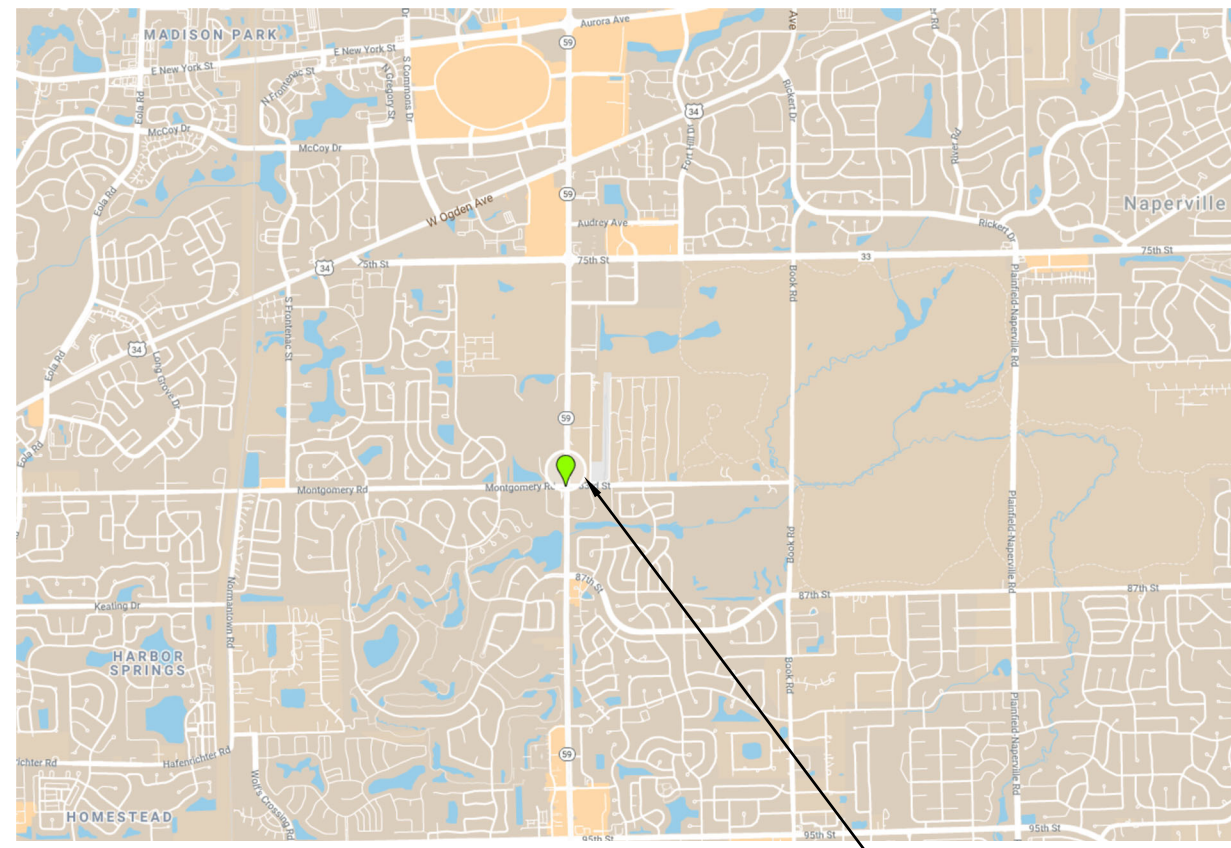 Aurora Ave
59
MADISON PARK
E New York St
E New York St
N Frontenac St
N Gregory St
S Commons Dr
Eola Rd
McCoy Dr
McCoy Dr
34
Fort Hill Dr
Rickert Dr
River Rd
Ave
Dr
Eola Rd
59
W Ogden Ave
Audrey Ave
Naperville
Rickert Dr
75th St
34
75th St
33
75th St
Book Rd
Plainfield-Naperville Rd
S Frontenac St
34
Long Grove Dr
Eola Rd
59
Eola Rd
Montgomery Rd
Montgomery
83rd St
Book Rd
Plainfield-Naperville Rd
87th St
87th St
87th St
Keating Dr
Normantown Rd
HARBOR
SPRINGS
Book Rd
Plainfield-Naperville Rd
59
Hafenrichter Rd
richter Rd
Wolf's Crossing Rd
HOMESTEAD
95th St
95th St